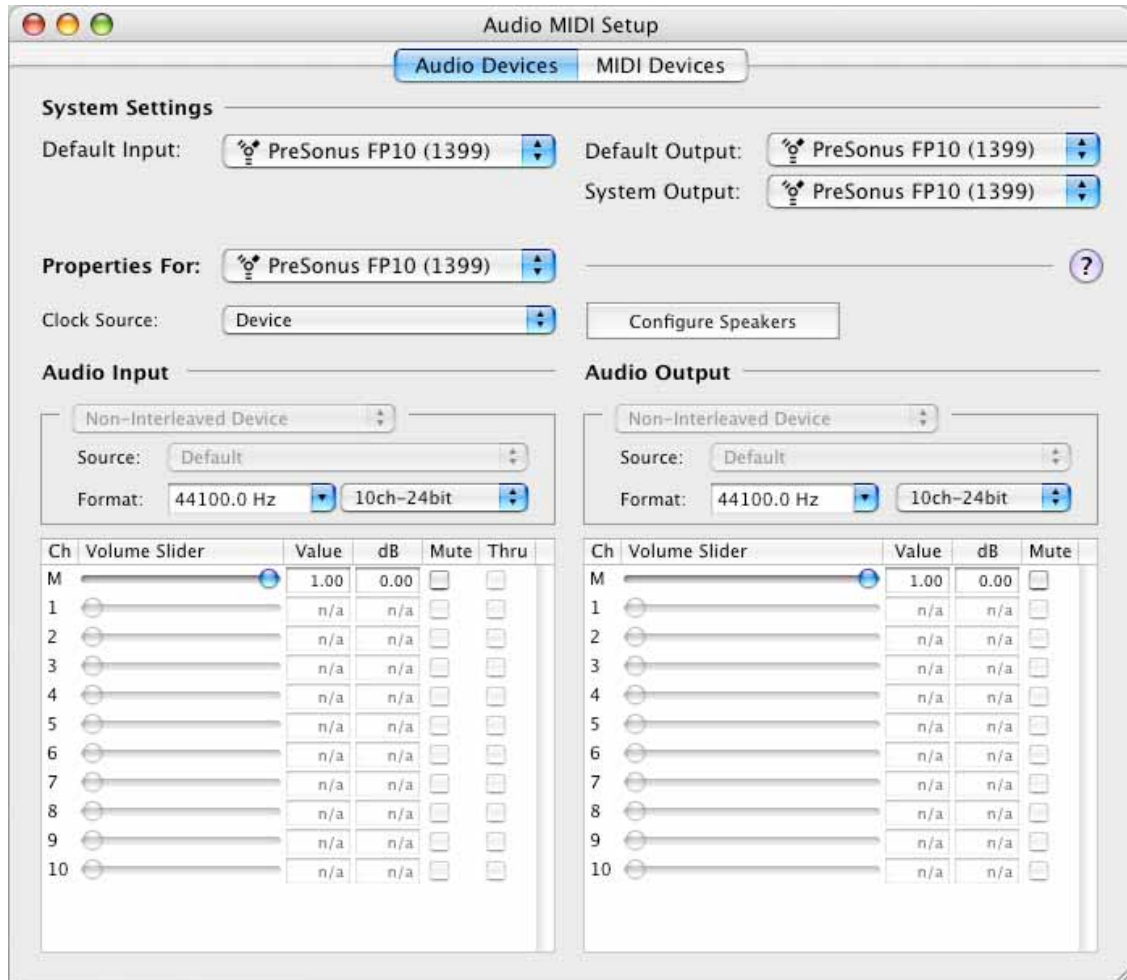 Audio MIDI Setup
Audio Devices MIDI Devices
System Settings
Default Input: PreSonus FP10 (1399) Default Output: PreSonus FP10 (1399)
System Output: PreSonus FP10 (1399)
Properties For: PreSonus FP10 (1399) ?
Clock Source: Device Configure Speakers
Audio Input Audio Output
Non-Interleaved Device Non-Interleaved Device
Source: Default Source: Default
Format: 44100.0 Hz 10ch-24bit Format: 44100.0 Hz 10ch-24bit
Ch Volume Slider Value dB Mute Thru Ch Volume Slider Value dB Mute
M 1.00 0.00 M 1.00 0.00
1 n/a n/a 1 n/a n/a
2 n/a n/a 2 n/a n/a
3 n/a n/a 3 n/a n/a
4 n/a n/a 4 n/a n/a
5 n/a n/a 5 n/a n/a
6 n/a n/a 6 n/a n/a
7 n/a n/a 7 n/a n/a
8 n/a n/a 8 n/a n/a
9 n/a n/a 9 n/a n/a
10 n/a n/a 10 n/a n/a